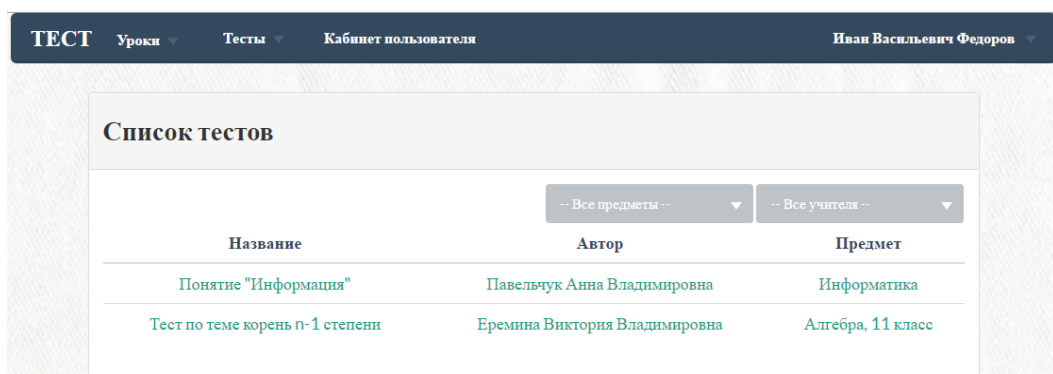 ТЕСТ Уроки Тесты Кабинет пользователя Иван Васильевич Федоров
Список тестов
-- Все предметы -- -- Все учителя --
Название Автор Предмет
Понятие "Информация" Павельчук Анна Владимировна Информатика
Тест по теме корень n-1 степени Еремина Виктория Владимировна Алгебра, 11 класс